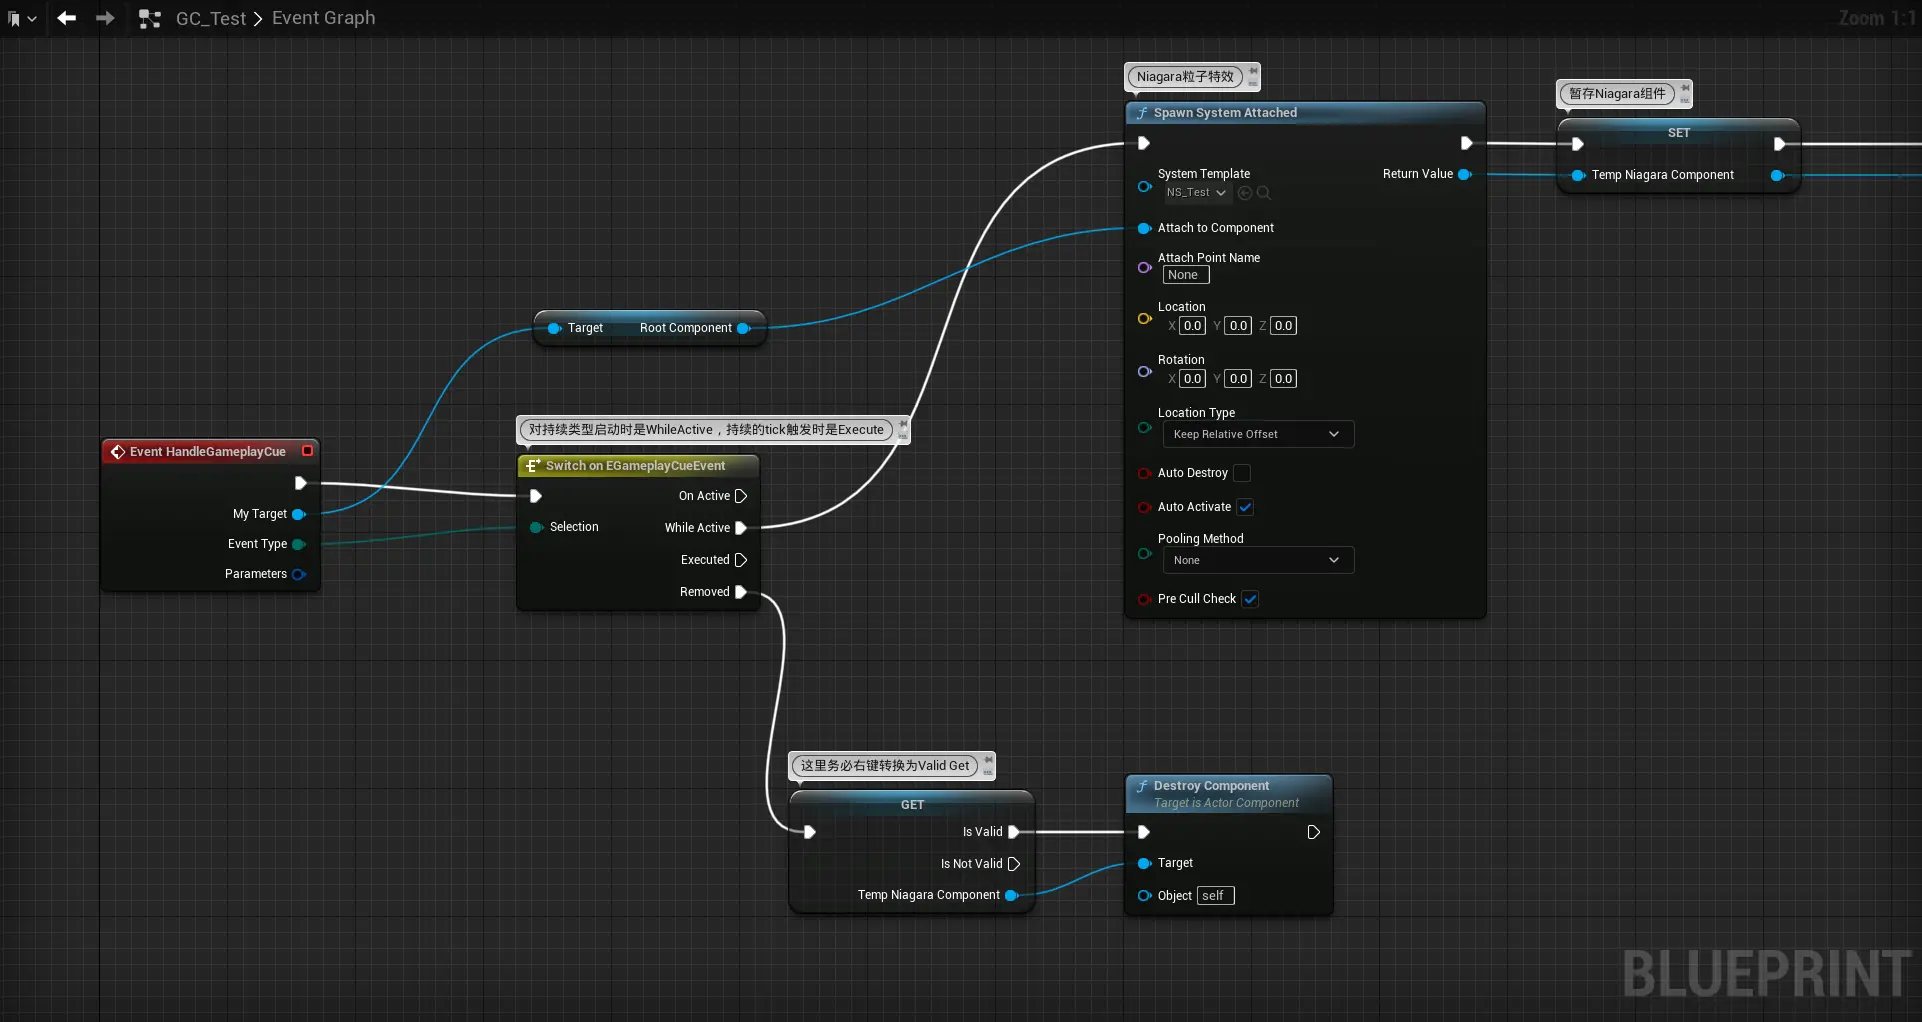 GC_Test > Event Graph
Zoom 1:1
Niagara粒子特效
Spawn System Attached
System Template
NS_Test
Return Value
Attach to Component
Attach Point Name
None
Location
X 0.0 Y 0.0 Z 0.0
Rotation
X 0.0 Y 0.0 Z 0.0
Location Type
Keep Relative Offset
Auto Destroy
Auto Activate
Pooling Method
None
Pre Cull Check
暂存Niagara组件
SET
Temp Niagara Component
Target Root Component
Event HandleGameplayCue
My Target
Event Type
Parameters
对持续类型启动时是WhileActive，持续的tick触发时是Execute
Switch on EGameplayCueEvent
On Active
Selection While Active
Executed
Removed
这里务必右键转换为Valid Get
GET
Is Valid
Is Not Valid
Temp Niagara Component
Destroy Component
Target is Actor Component
Target
Object self
BLUEPRINT